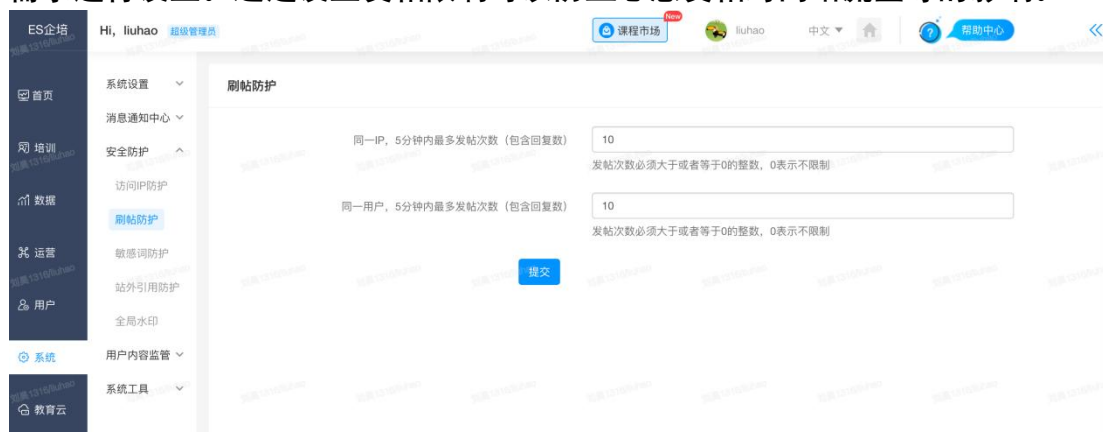 ES企培
Hi, liuhao 超级管理员
课程市场
New
liuhao
中文
帮助中心
首页
培训
数据
运营
用户
系统
教育云
系统设置
消息通知中心
安全防护
访问IP防护
刷帖防护
敏感词防护
站外引用防护
全局水印
用户内容监管
系统工具
刷帖防护
同一IP, 5分钟内最多发帖次数（包含回复数）
10
发帖次数必须大于或者等于0的整数, 0表示不限制
同一用户, 5分钟内最多发帖次数（包含回复数）
10
发帖次数必须大于或者等于0的整数, 0表示不限制
提交